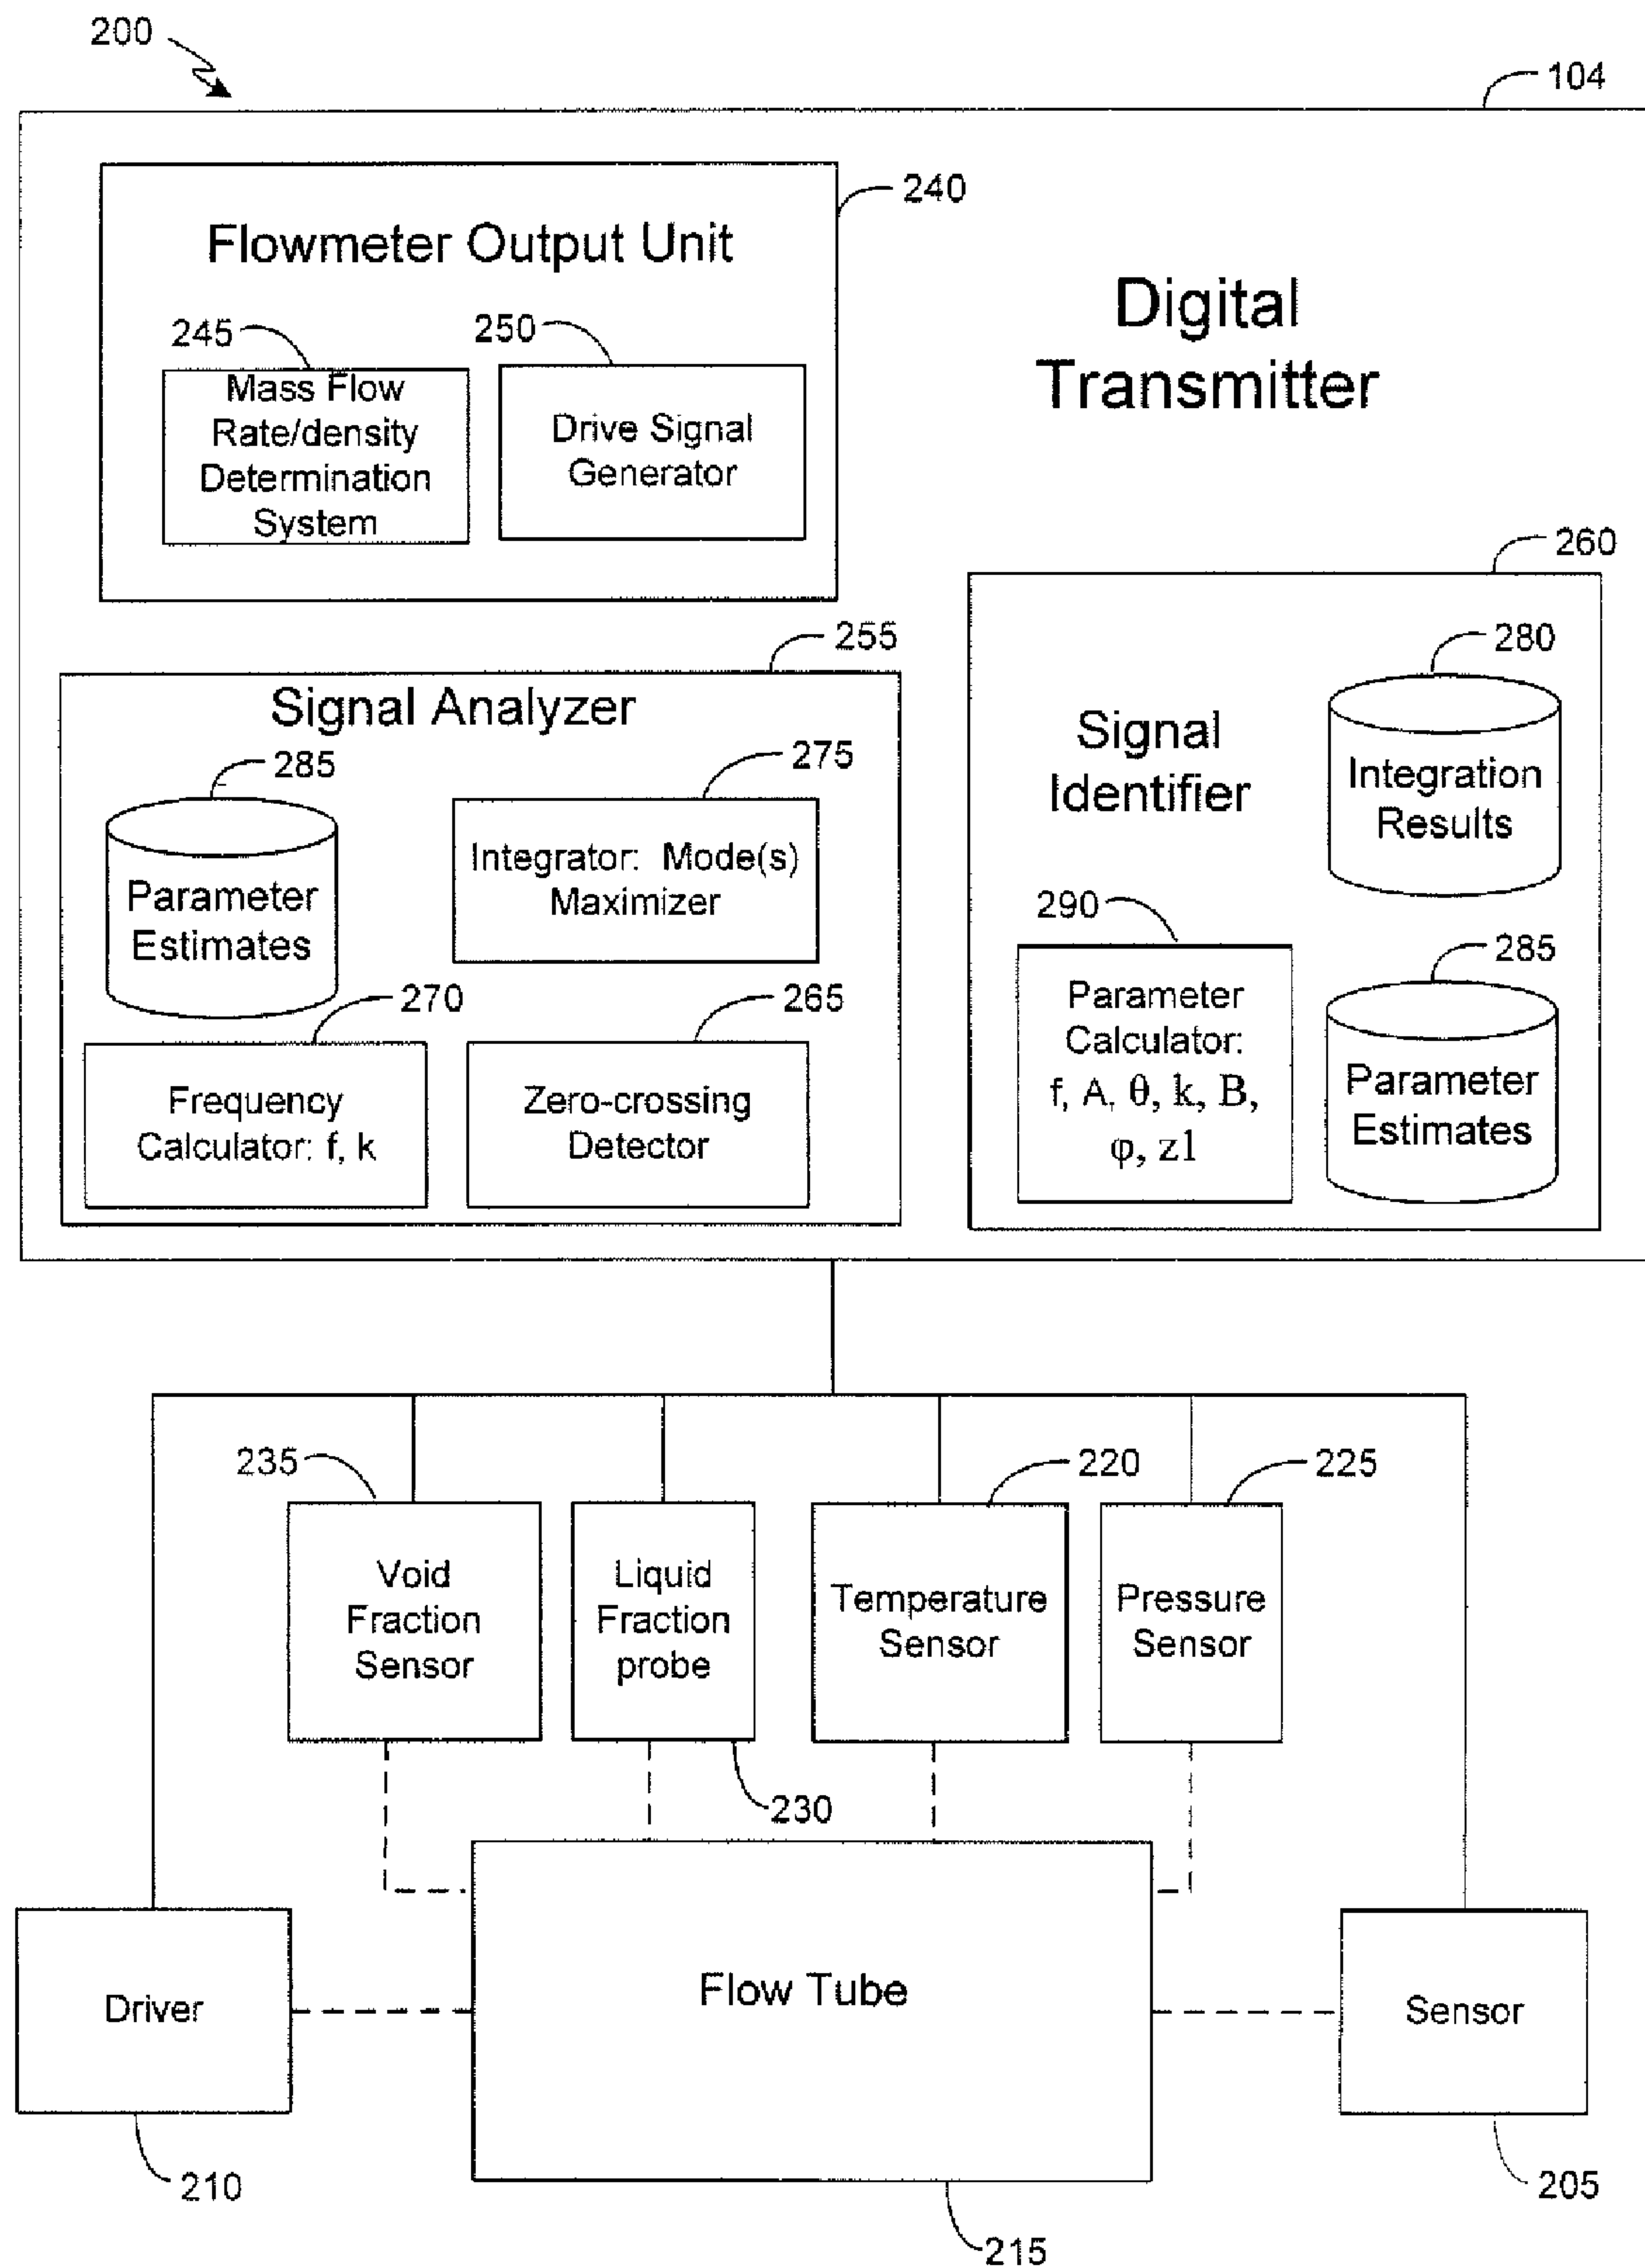 200
104
240
Flowmeter Output Unit
245
250
Mass Flow
Rate/density
Determination
System
Drive Signal
Generator
Digital
Transmitter
260
280
Signal
Identifier
Integration
Results
290
285
Parameter
Calculator:
f, A, θ, k, B,
φ, z1
Parameter
Estimates
255
Signal Analyzer
285
275
Parameter
Estimates
Integrator: Mode(s)
Maximizer
270
265
Frequency
Calculator: f, k
Zero-crossing
Detector
235
220
225
Void
Fraction
Sensor
Liquid
Fraction
probe
Temperature
Sensor
Pressure
Sensor
230
Driver
Flow Tube
Sensor
210
205
215